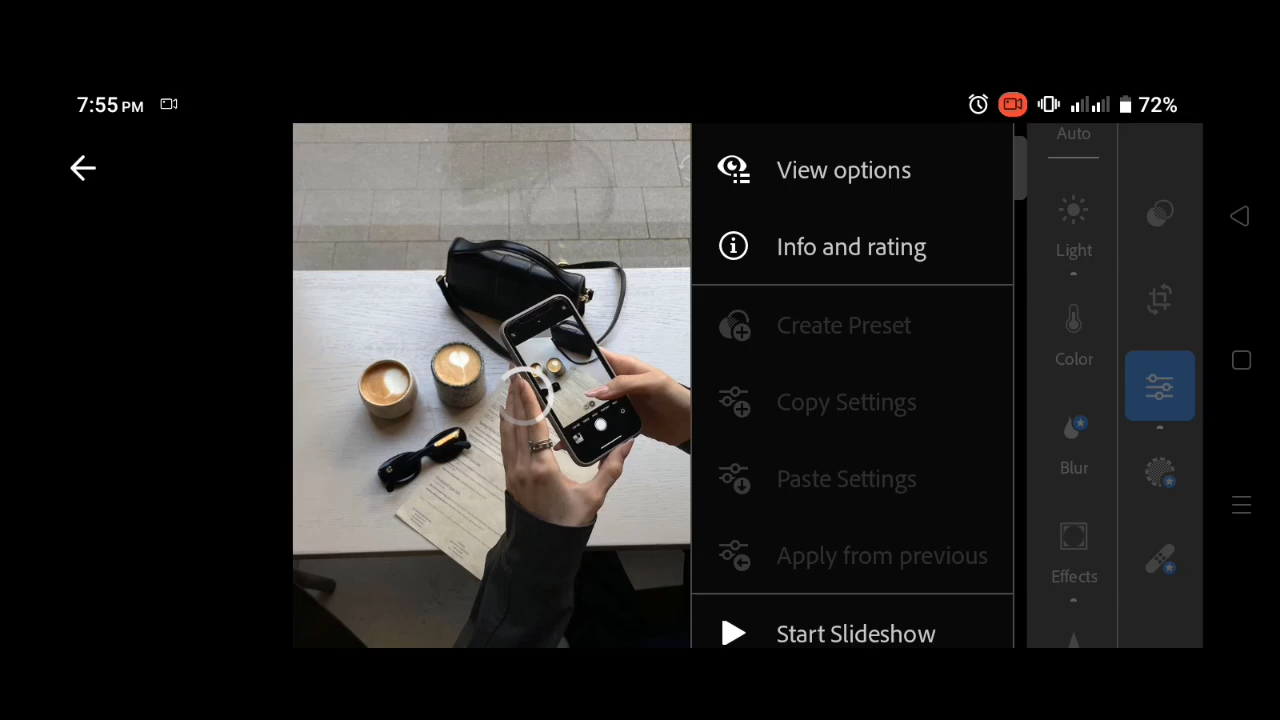 7:55 PM
72%
View options
Info and rating
Create Preset
Copy Settings
Paste Settings
Apply from previous
Start Slideshow
Auto
Light
Color
Blur
Effects